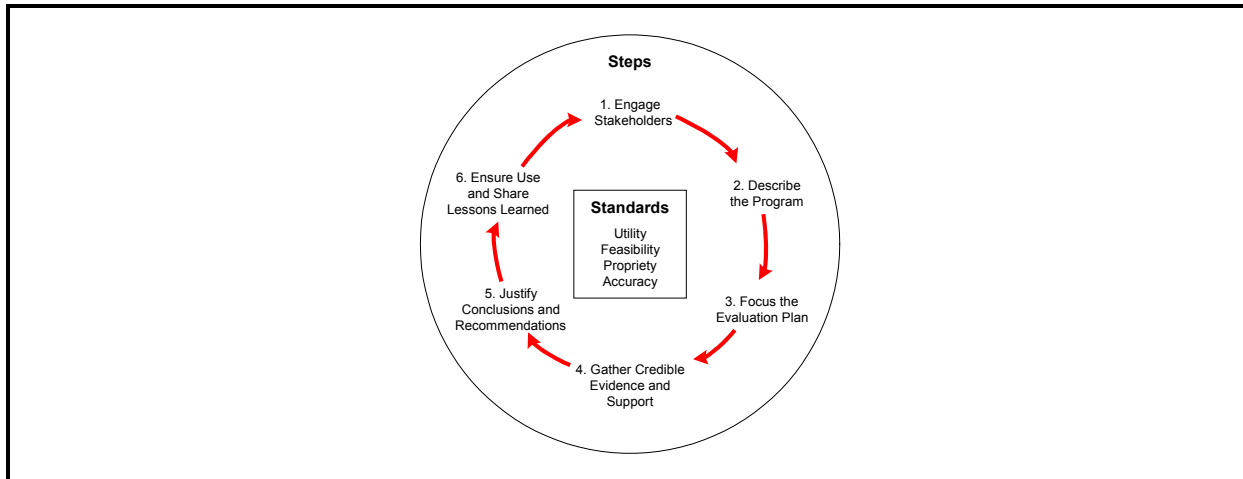 Steps
1. Engage
Stakeholders
2. Describe
the Program
3. Focus the
Evaluation Plan
4. Gather Credible
Evidence and
Support
5. Justify
Conclusions and
Recommendations
6. Ensure Use
and Share
Lessons Learned
Standards
Utility
Feasibility
Propriety
Accuracy